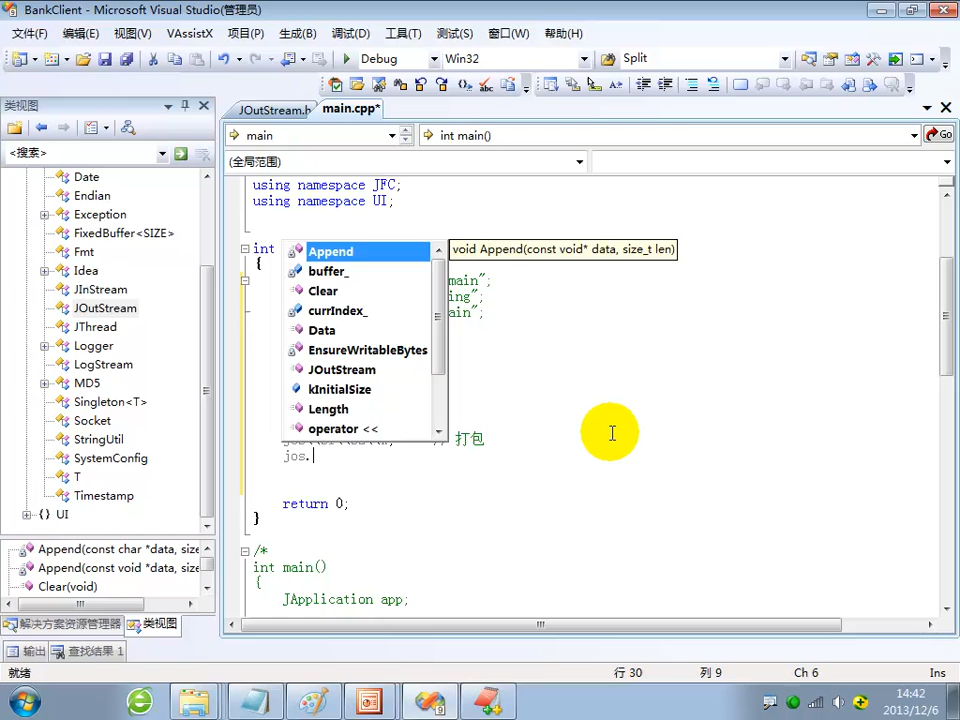 BankClient - Microsoft Visual Studio(管理员)
文件(F) 编辑(E) 视图(V) VAssistX 项目(P) 生成(B) 调试(D) 工具(T) 测试(S) 窗口(W) 帮助(H)
Debug Win32 Split
类视图
JOutStream.h main.cpp*
main int main() Go
<搜索>
(全局范围)
Date
Endian
Exception
FixedBuffer<SIZE>
Fmt
Idea
JInStream
JOutStream
JThread
Logger
LogStream
MD5
Singleton<T>
Socket
StringUtil
SystemConfig
T
Timestamp
UI
Append(const char *data, size
Append(const void *data, size
Clear(void)
解决方案资源管理器 类视图
using namespace JFC;
using namespace UI;
int
{
main";
ing";
ain";
Append
buffer_
Clear
currIndex_
Data
EnsureWritableBytes
JOutStream
kInitialSize
Length
operator <<
void Append(const void* data, size_t len)
打包
jos.
return 0;
}
/*
int main()
{
JApplication app;
输出 查找结果 1
就绪 行 30 列 9 Ch 6 Ins
14:42
2013/12/6